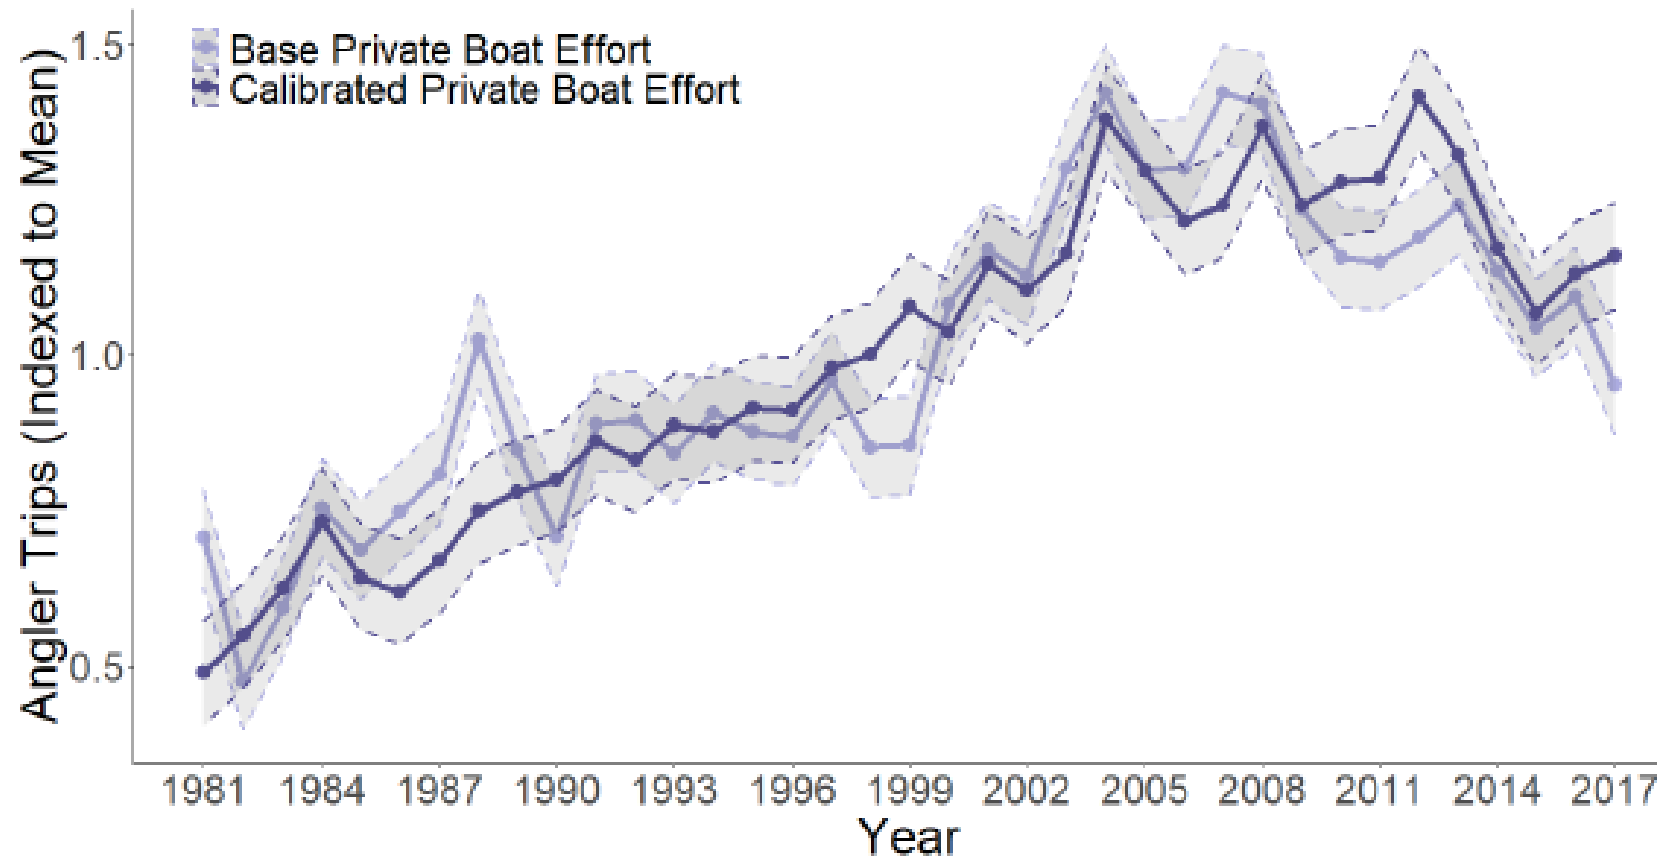 Base Private Boat Effort
Calibrated Private Boat Effort
Angler Trips (Indexed to Mean)
1.5
1.0
0.5
1981 1984 1987 1990 1993 1996 1999 2002 2005 2008 2011 2014 2017
Year